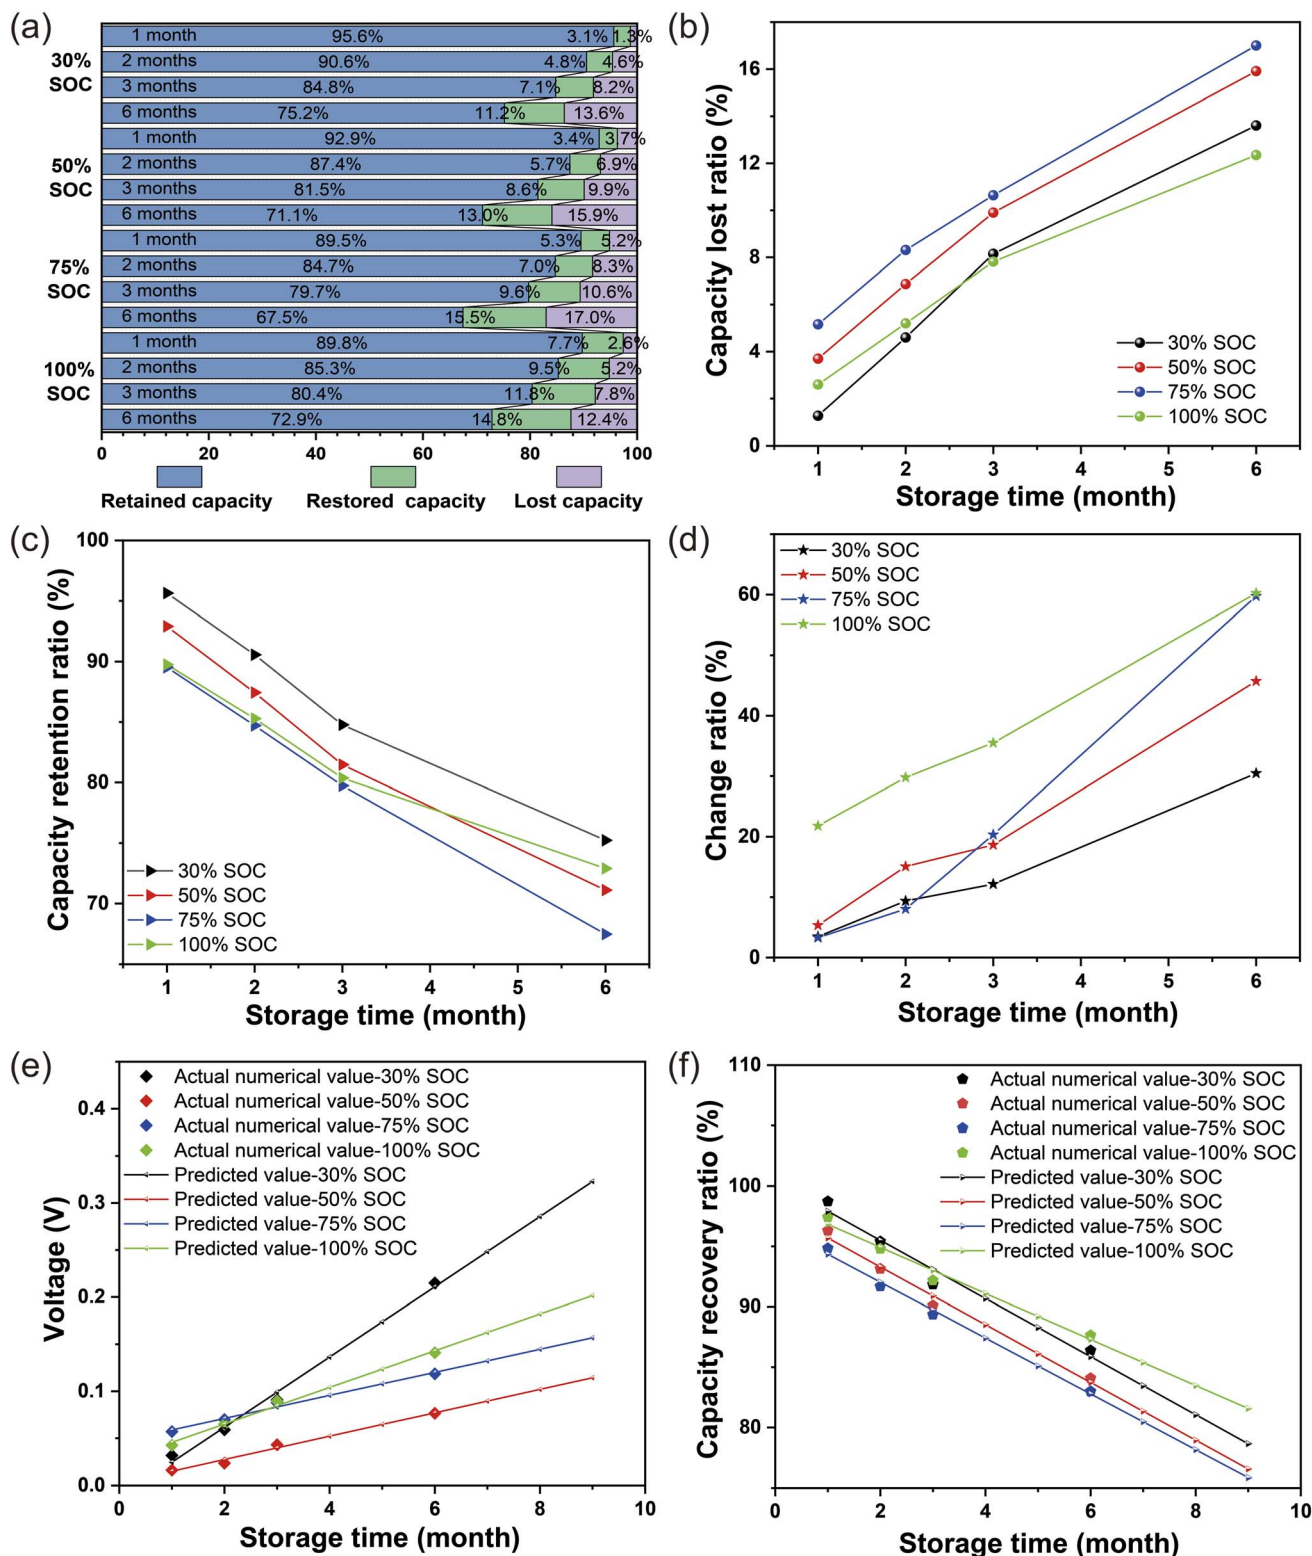 (a)
1 month 95.6% 3.1% 1.3%
30% SOC
2 months 90.6% 4.8% 4.6%
3 months 84.8% 7.1% 8.2%
6 months 75.2% 11.2% 13.6%
1 month 92.9% 3.4% 3.7%
50% SOC
2 months 87.4% 5.7% 6.9%
3 months 81.5% 8.6% 9.9%
6 months 71.1% 13.0% 15.9%
1 month 89.5% 5.3% 5.2%
75% SOC
2 months 84.7% 7.0% 8.3%
3 months 79.7% 9.6% 10.6%
6 months 67.5% 15.5% 17.0%
1 month 89.8% 7.7% 2.6%
100% SOC
2 months 85.3% 9.5% 5.2%
3 months 80.4% 11.8% 7.8%
6 months 72.9% 14.8% 12.4%
0 20 40 60 80 100
Retained capacity Restored capacity Lost capacity
(b)
Capacity lost ratio (%)
16
12
8
4
0
30% SOC
50% SOC
75% SOC
100% SOC
1 2 3 4 5 6
Storage time (month)
(c)
Capacity retention ratio (%)
100
90
80
70
30% SOC
50% SOC
75% SOC
100% SOC
1 2 3 4 5 6
Storage time (month)
(d)
Change ratio (%)
60
40
20
0
30% SOC
50% SOC
75% SOC
100% SOC
1 2 3 4 5 6
Storage time (month)
(e)
Voltage (V)
0.4
0.3
0.2
0.1
0.0
Actual numerical value-30% SOC
Actual numerical value-50% SOC
Actual numerical value-75% SOC
Actual numerical value-100% SOC
Predicted value-30% SOC
Predicted value-50% SOC
Predicted value-75% SOC
Predicted value-100% SOC
0 2 4 6 8 10
Storage time (month)
(f)
Capacity recovery ratio (%)
110
100
90
80
Actual numerical value-30% SOC
Actual numerical value-50% SOC
Actual numerical value-75% SOC
Actual numerical value-100% SOC
Predicted value-30% SOC
Predicted value-50% SOC
Predicted value-75% SOC
Predicted value-100% SOC
0 2 4 6 8 10
Storage time (month)